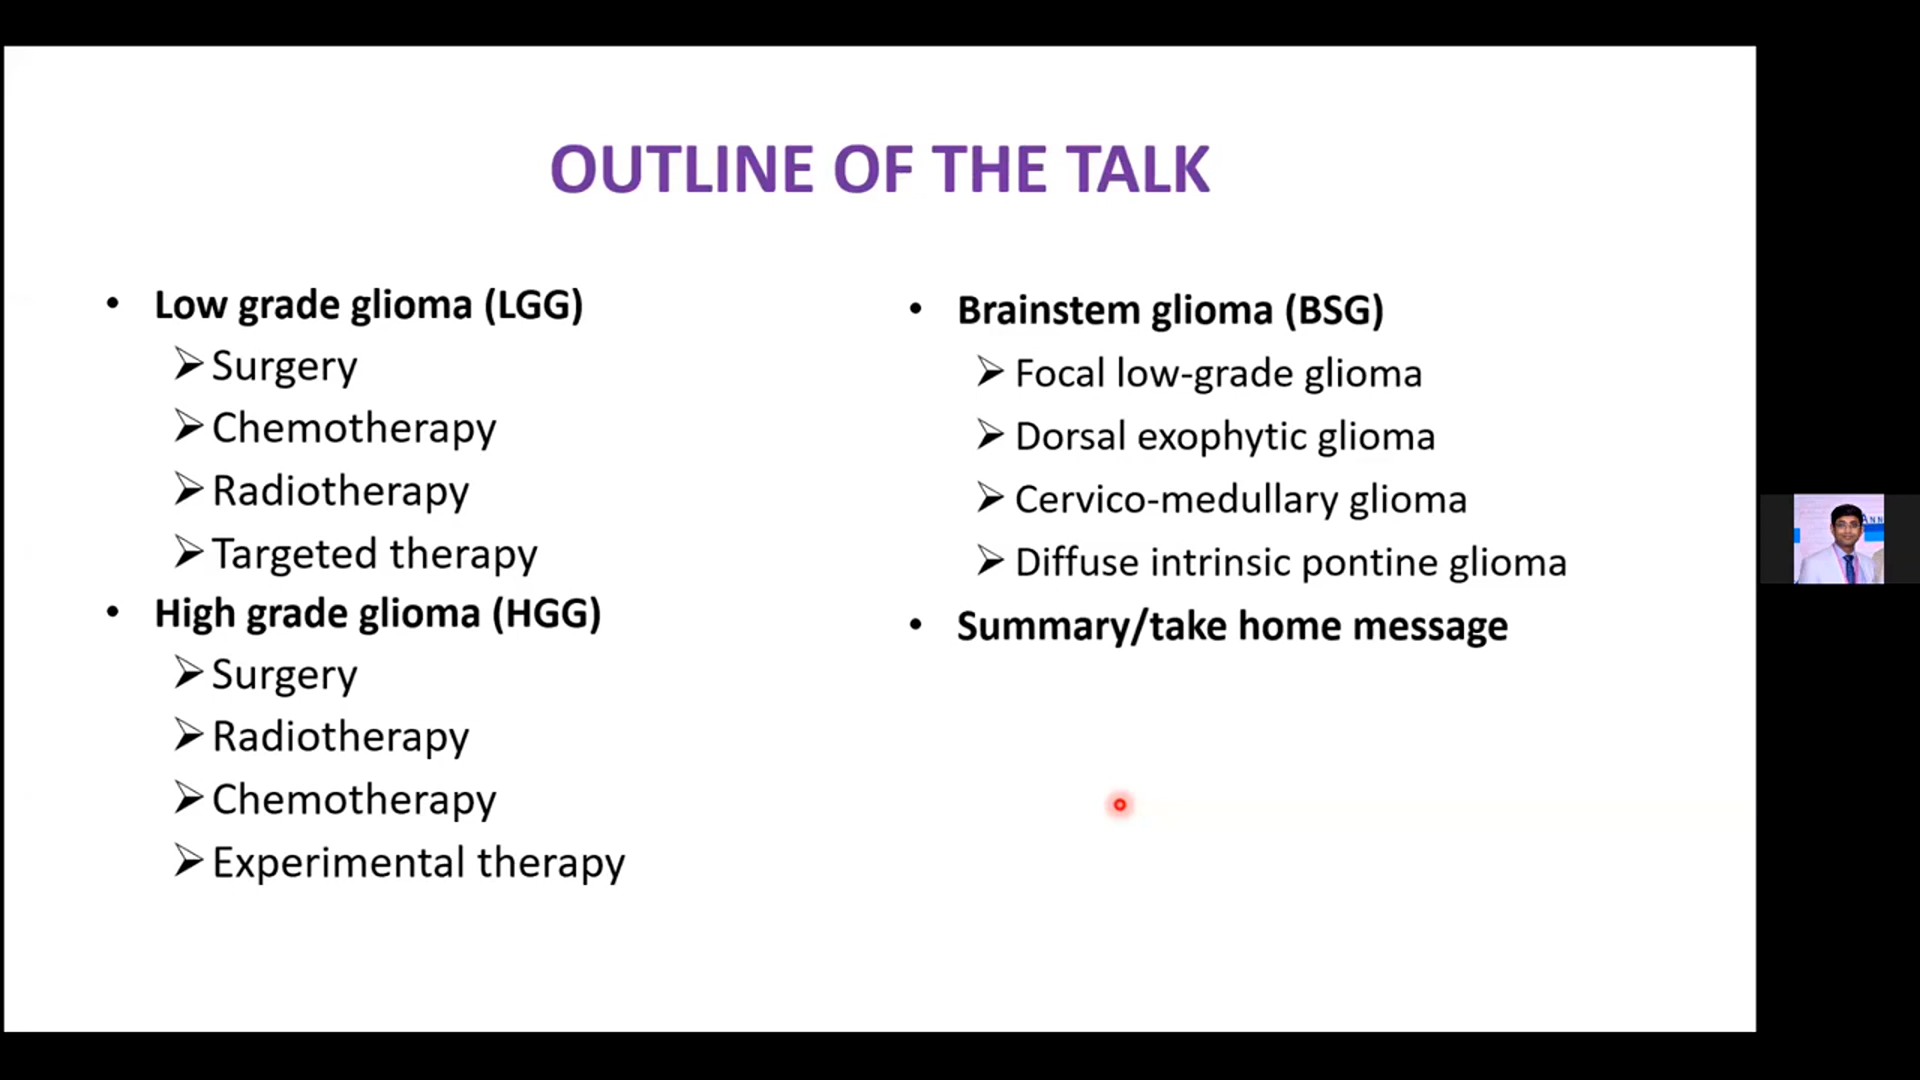 OUTLINE OF THE TALK
• Low grade glioma (LGG)
➢ Surgery
➢ Chemotherapy
➢ Radiotherapy
➢ Targeted therapy
• High grade glioma (HGG)
➢ Surgery
➢ Radiotherapy
➢ Chemotherapy
➢ Experimental therapy
• Brainstem glioma (BSG)
➢ Focal low-grade glioma
➢ Dorsal exophytic glioma
➢ Cervico-medullary glioma
➢ Diffuse intrinsic pontine glioma
• Summary/take home message